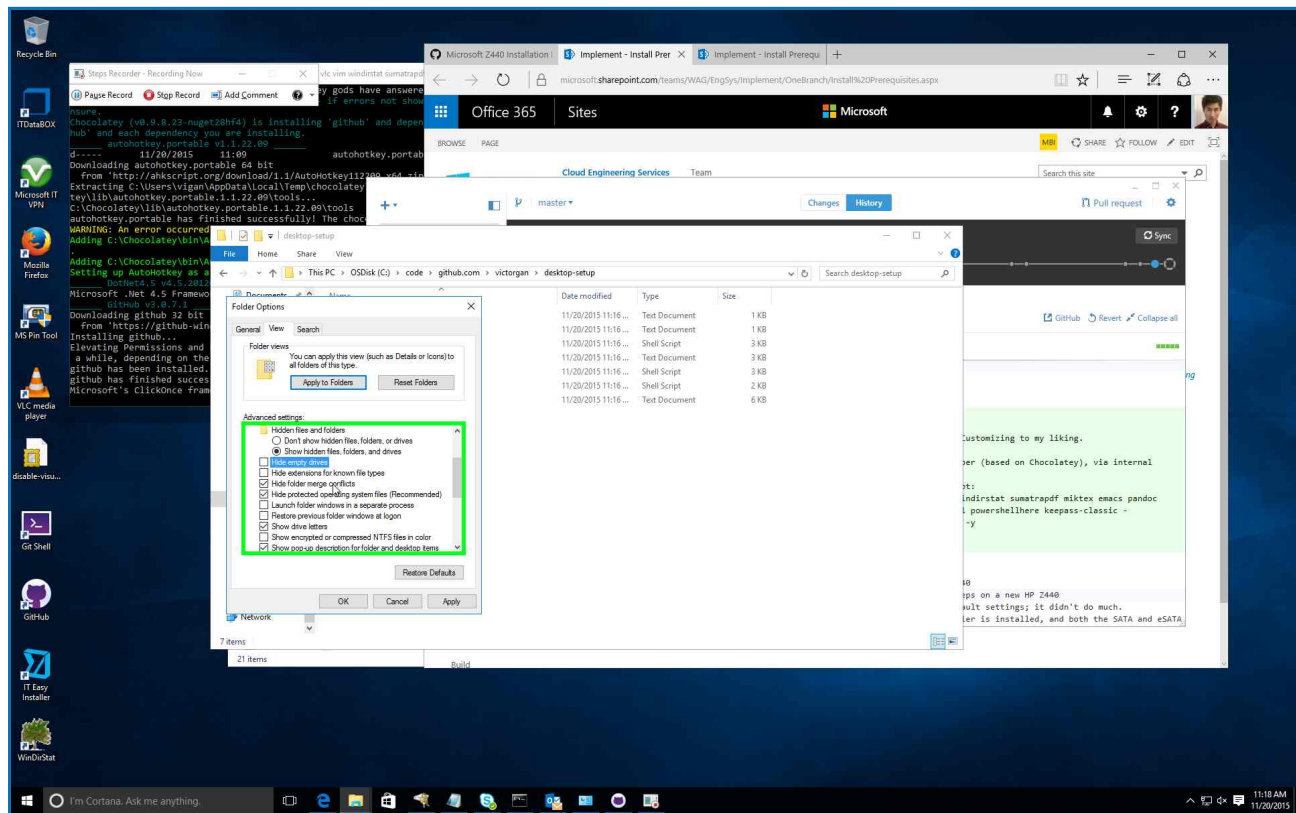 Recycle Bin
ITDataBOX
Microsoft IT
VPN
Mozilla
Firefox
MS Pin Tool
VLC media
player
disable-visu...
Git Shell
GitHub
IT Easy
Installer
WinDirStat
Steps Recorder - Recording Now
vlc vim windirstat sumatrapd
Pause Record Stop Record Add Comment
ey gods have answere
if errors not show
nsure.
Chocolatey (v0.9.8.23-nuget28hf4) is installing 'github' and depen
hub' and each dependency you are installing.
autohotkey.portable v1.1.22.09
d----- 11/20/2015 11:09 autohotkey.portab
Downloading autohotkey.portable 64 bit
from 'http://ahkscript.org/download/1.1/AutoHotkey112209_x64.zip
Extracting C:\Users\vigan\AppData\Local\Temp\chocolatey
tey\lib\autohotkey.portable.1.1.22.09\tools...
C:\Chocolatey\lib\autohotkey.portable.1.1.22.09\tools
autohotkey.portable has finished successfully! The choc
WARNING: An error occurred
Adding C:\Chocolatey\bin\A
.
Adding C:\Chocolatey\bin\A
Setting up AutoHotkey as a
DotNet4.5 v4.5.2012
Microsoft .Net 4.5 Framewo
GitHub v3.0.7.1
Downloading github 32 bit
from 'https://github-win
Installing github...
Elevating Permissions and
a while, depending on the
github has been installed.
github has finished succes
Microsoft's ClickOnce fram
Microsoft Z440 Installation I
Implement - Install Prer
Implement - Install Prerequi
microsoft.sharepoint.com/teams/WAG/EngSys/Implement/OneBranch/Install%20Prerequisites.aspx
Office 365 Sites Microsoft
BROWSE PAGE MBI SHARE FOLLOW EDIT
Cloud Engineering Services Team Search this site
master Changes History Pull request
Sync
GitHub Revert Collapse all
ng
Customizing to my liking.
per (based on Chocolatey), via internal
pt:
indirstat sumatrapdf miktex emacs pandoc
l powershellhere keepass-classic -
-y
eps on a new HP Z440
ault settings; it didn't do much.
ler is installed, and both the SATA and eSATA
desktop-setup
File Home Share View
This PC > OSDisk (C:) > code > github.com > victorgan > desktop-setup
Search desktop-setup
Documents Name Date modified Type Size
11/20/2015 11:16 ... Text Document 1 KB
11/20/2015 11:16 ... Text Document 1 KB
11/20/2015 11:16 ... Shell Script 3 KB
11/20/2015 11:16 ... Text Document 3 KB
11/20/2015 11:16 ... Shell Script 3 KB
11/20/2015 11:16 ... Shell Script 2 KB
11/20/2015 11:16 ... Text Document 6 KB
Folder Options
General View Search
Folder views
You can apply this view (such as Details or Icons) to
all folders of this type.
Apply to Folders Reset Folders
Advanced settings:
Hidden files and folders
Don't show hidden files, folders, or drives
Show hidden files, folders, and drives
Hide empty drives
Hide extensions for known file types
Hide folder merge conflicts
Hide protected operating system files (Recommended)
Launch folder windows in a separate process
Restore previous folder windows at logon
Show drive letters
Show encrypted or compressed NTFS files in color
Show pop-up description for folder and desktop items
Restore Defaults
OK Cancel Apply
Network
7 items
21 items
Build
I'm Cortana. Ask me anything.
11:18 AM
11/20/2015